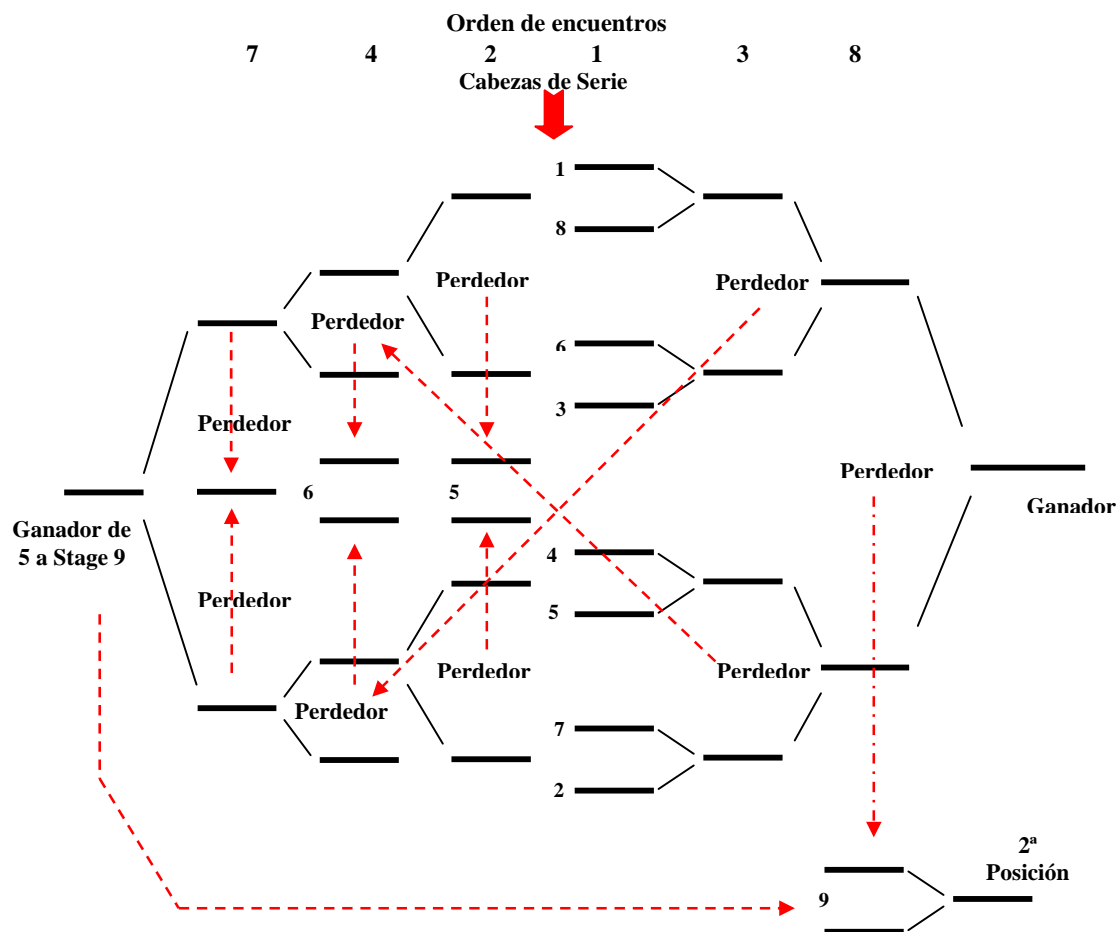 Orden de encuentros
7 4 2 1 3 8
Cabezas de Serie
1
8
Perdedor
Perdedor
Perdedor
6
3
Perdedor
Perdedor
6
5
Ganador
Ganador de
5 a Stage 9
4
Perdedor
5
Perdedor
Perdedor
Perdedor
7
2
2ª
Posición
9